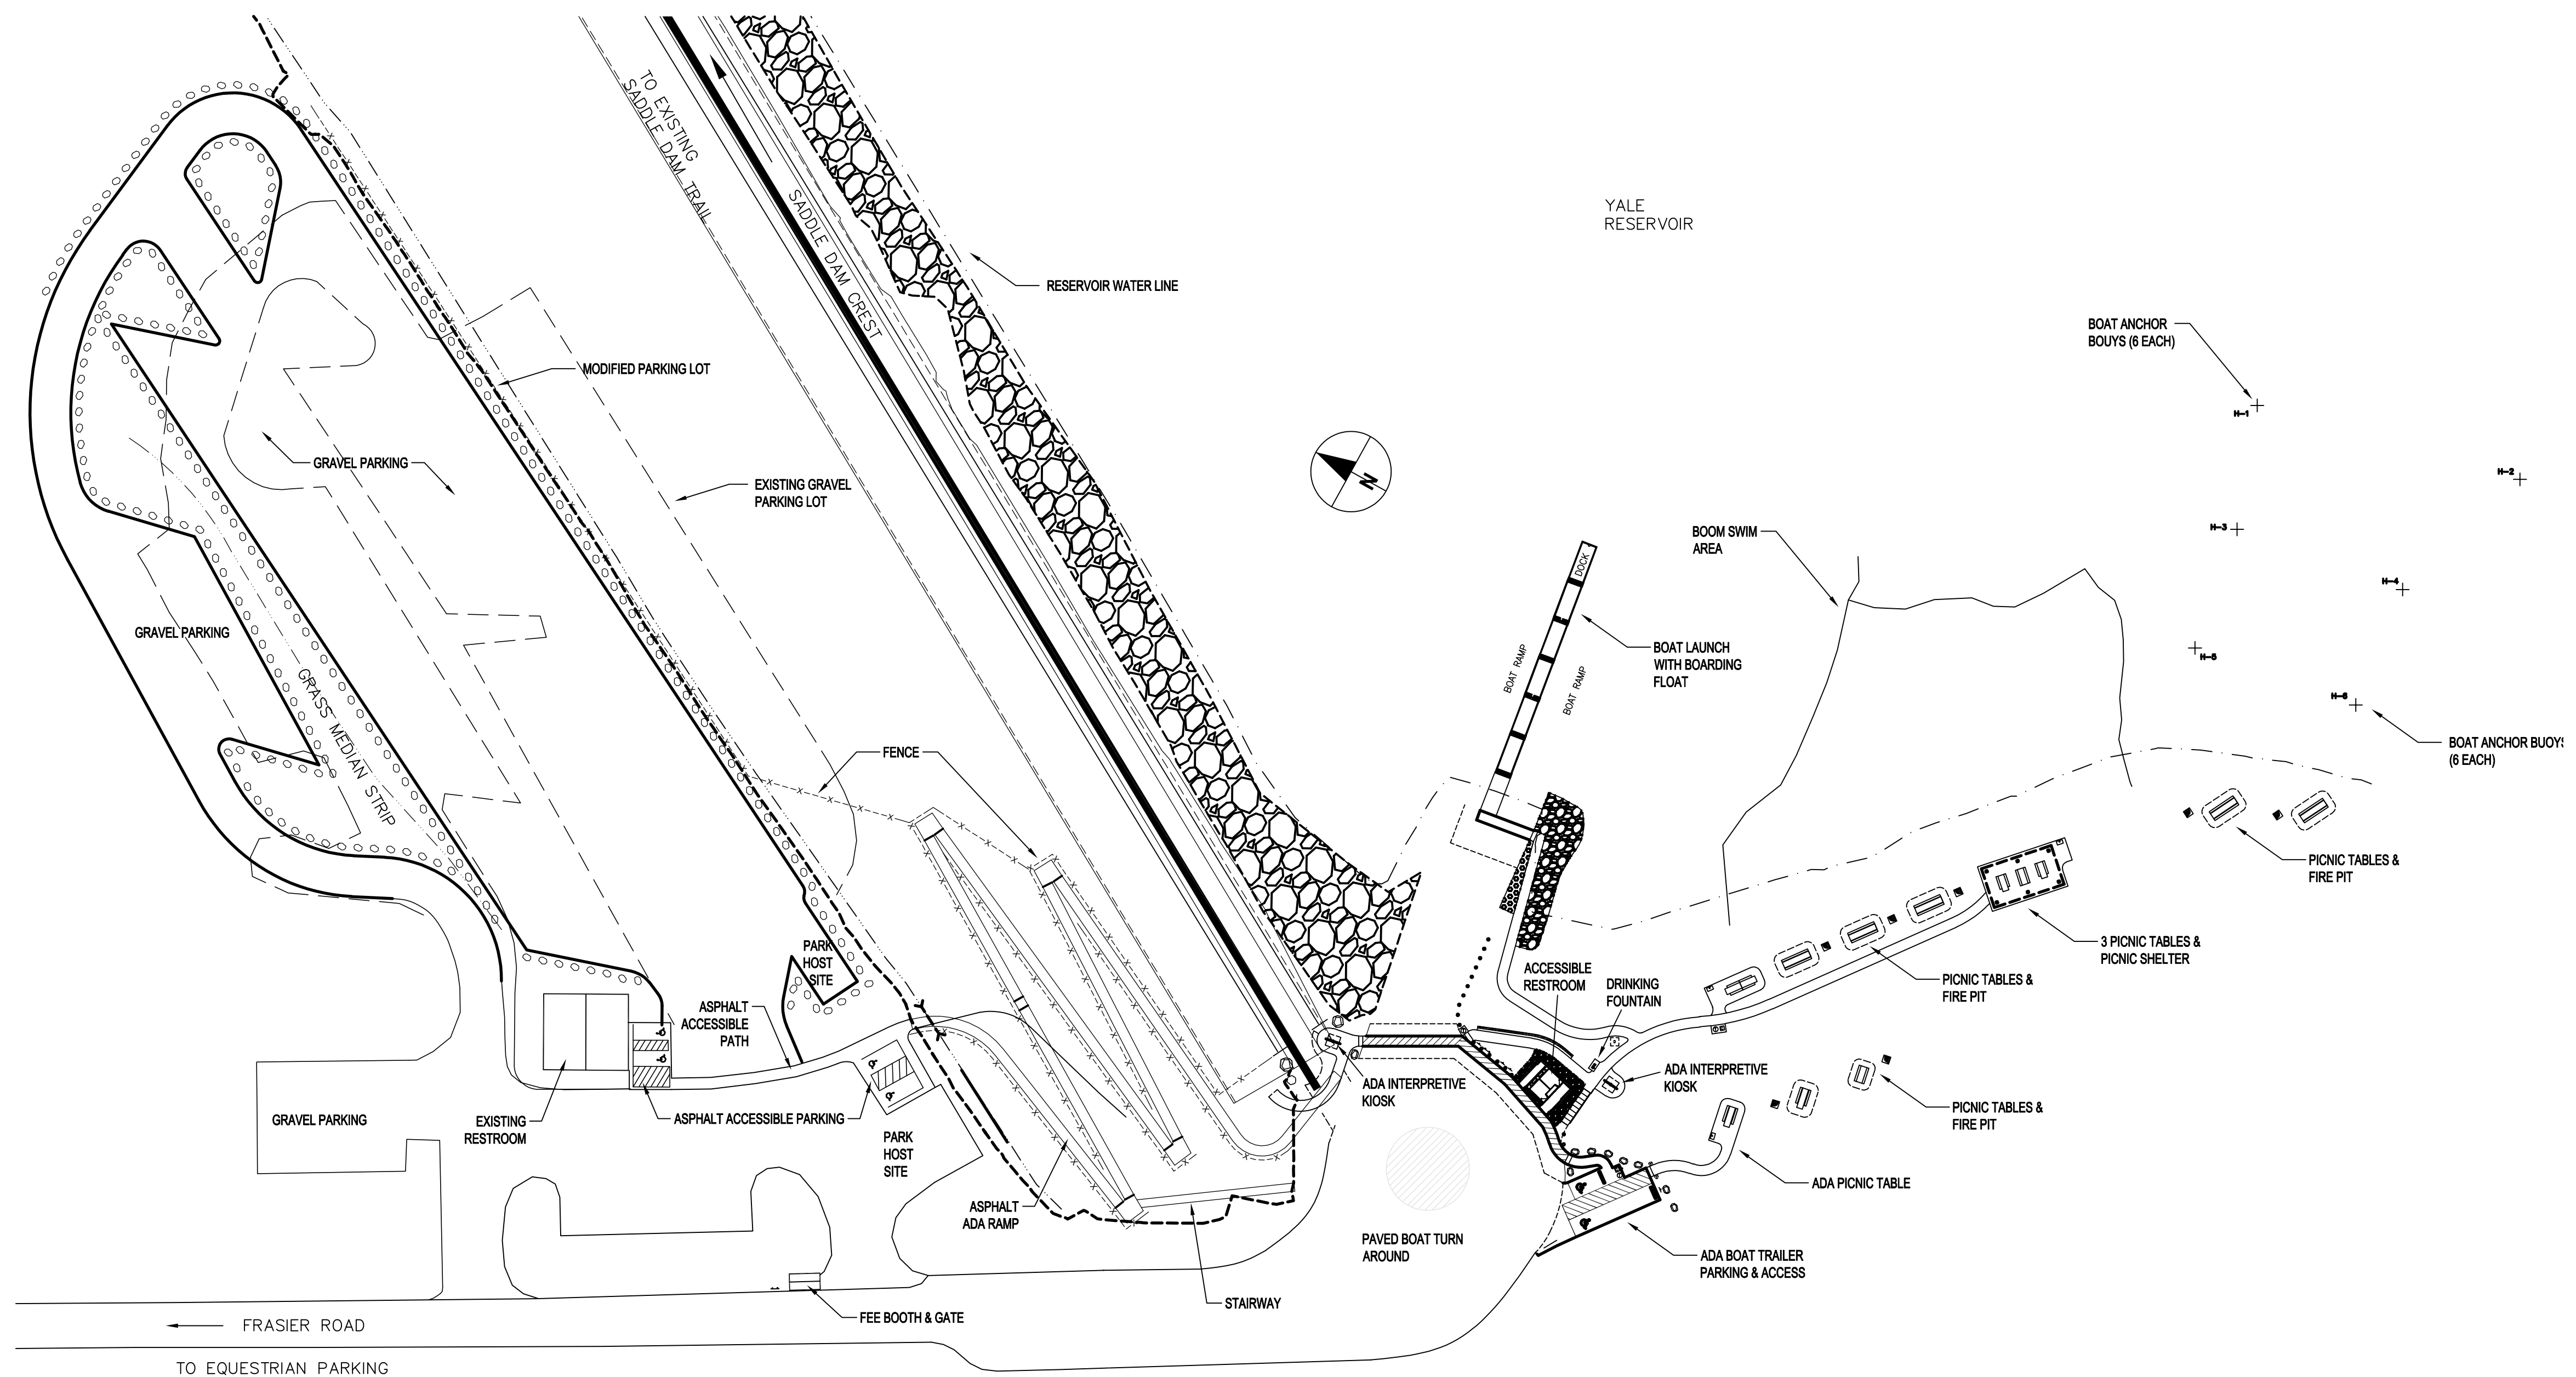 TO EXISTING
SADDLE DAM TRAIL
SADDLE DAM CREST
YALE
RESERVOIR
RESERVOIR WATER LINE
BOAT ANCHOR
BOUYS (6 EACH)
H-1
MODIFIED PARKING LOT
GRAVEL PARKING
EXISTING GRAVEL
PARKING LOT
N
H-2
H-3
BOOM SWIM
AREA
DOCK
H-4
GRAVEL PARKING
BOAT RAMP
BOAT RAMP
BOAT LAUNCH
WITH BOARDING
FLOAT
H-5
H-6
GRASS MEDIAN STRIP
FENCE
BOAT ANCHOR BUOYS
(6 EACH)
PICNIC TABLES &
FIRE PIT
PARK
HOST
SITE
3 PICNIC TABLES &
PICNIC SHELTER
ACCESSIBLE
RESTROOM
DRINKING
FOUNTAIN
PICNIC TABLES &
FIRE PIT
ASPHALT
ACCESSIBLE
PATH
ADA INTERPRETIVE
KIOSK
ADA INTERPRETIVE
KIOSK
GRAVEL PARKING
EXISTING
RESTROOM
ASPHALT ACCESSIBLE PARKING
PICNIC TABLES &
FIRE PIT
PARK
HOST
SITE
ADA PICNIC TABLE
ASPHALT
ADA RAMP
PAVED BOAT TURN
AROUND
ADA BOAT TRAILER
PARKING & ACCESS
STAIRWAY
FEE BOOTH & GATE
FRASIER ROAD
TO EQUESTRIAN PARKING